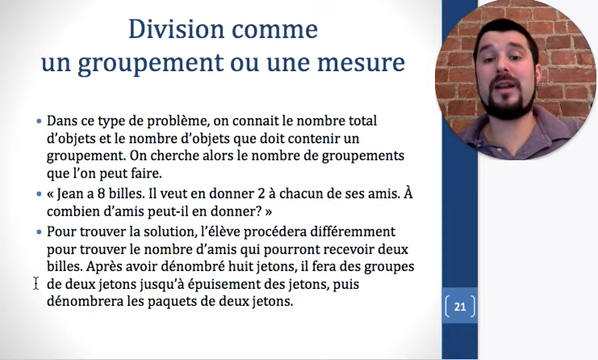 Division comme
un groupement ou une mesure
• Dans ce type de problème, on connait le nombre total
d'objets et le nombre d'objets que doit contenir un
groupement. On cherche alors le nombre de groupements
que l'on peut faire.
• « Jean a 8 billes. Il veut en donner 2 à chacun de ses amis. À
combien d'amis peut-il en donner? »
• Pour trouver la solution, l'élève procédera différemment
pour trouver le nombre d'amis qui pourront recevoir deux
billes. Après avoir dénombré huit jetons, il fera des groupes
de deux jetons jusqu'à épuisement des jetons, puis
dénombrera les paquets de deux jetons.
21